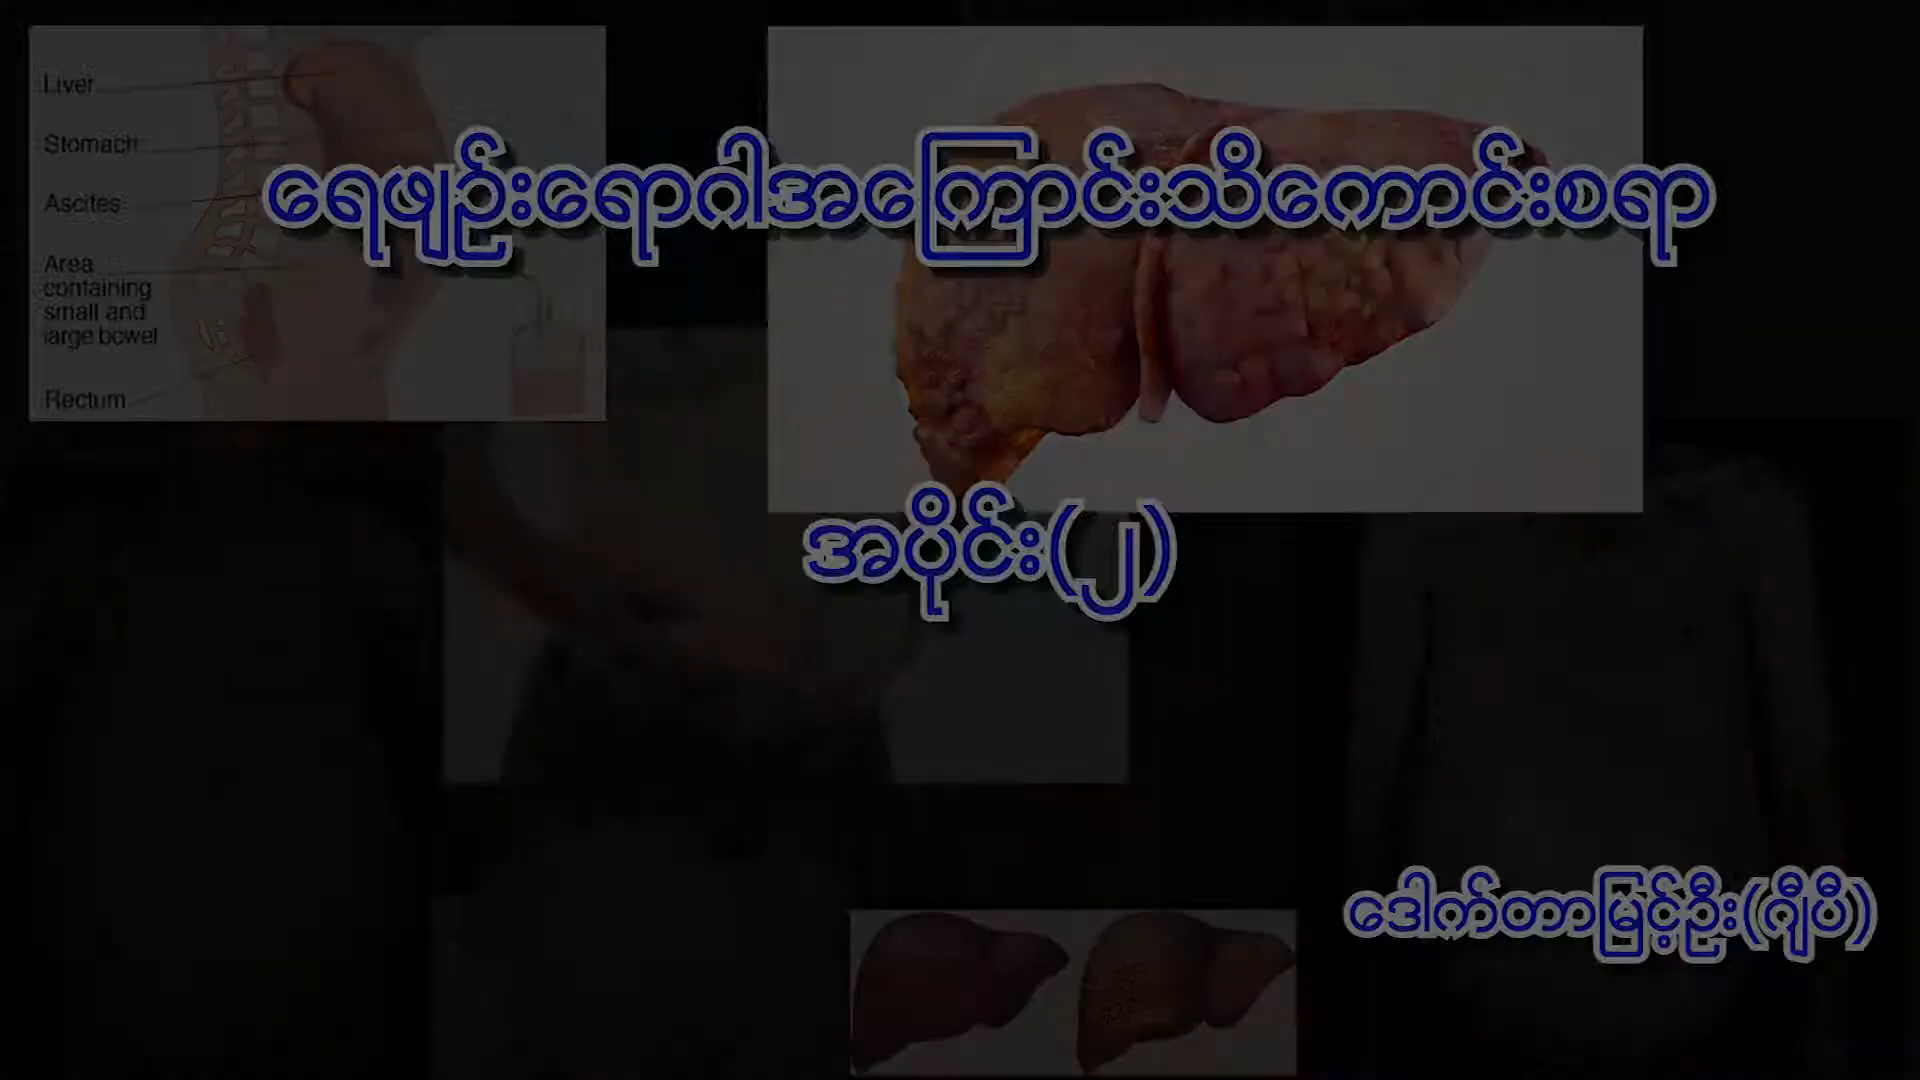 Liver
Stomach
Ascites
Area
containing
small and
large bowel
Rectum
ရေဖျဉ်းရောဂါအကြောင်းသိကောင်းစရာ
အပိုင်း(၂)
ဒေါက်တာမြင့်ဦး(ဂျီပီ)